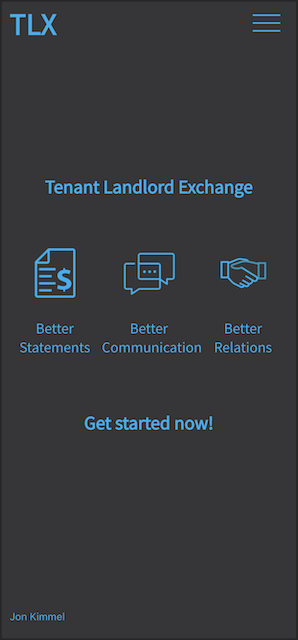 TLX
Tenant Landlord Exchange
$
Better
Statements
Better
Communication
Better
Relations
Get started now!
Jon Kimmel